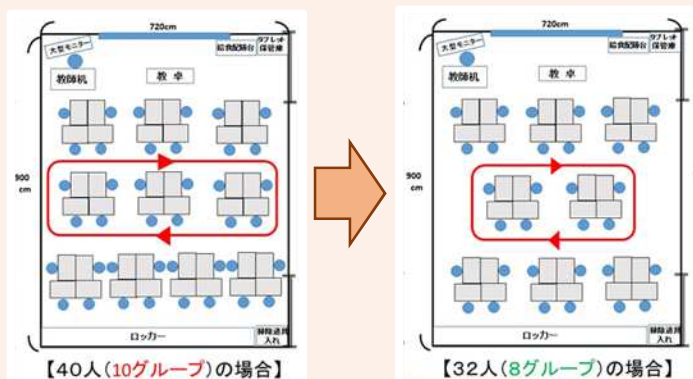 720cm
大型モニター
給食配膳台
タブレット
保管庫
教師机
教 卓
900
cm
ロッカー
掃除道具
入れ
【40人(10グループ)の場合】
720cm
大型モニター
給食配膳台
タブレット
保管庫
教師机
教 卓
900
cm
ロッカー
掃除道具
入れ
【32人(8グループ)の場合】